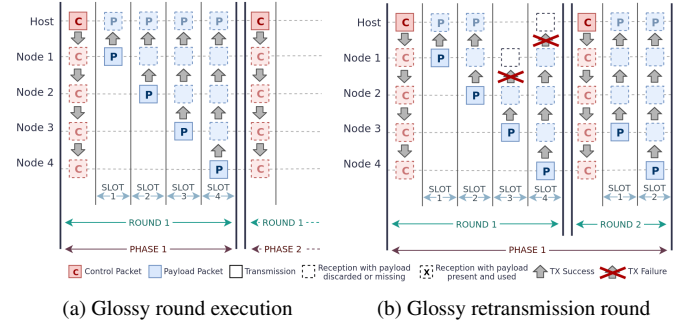 Host
C P P P P C
Node 1
C P C
Node 2
C P C
Node 3
C P C
Node 4
C P C
SLOT 1 SLOT 2 SLOT 3 SLOT 4
ROUND 1 ROUND 1
PHASE 1 PHASE 2
Host
C P P C P P
Node 1
C P C
Node 2
C P C
Node 3
C P C P
Node 4
C P C P
SLOT 1 SLOT 2 SLOT 3 SLOT 4 SLOT 1 SLOT 2
ROUND 1 ROUND 2
PHASE 1
C Control Packet P Payload Packet Transmission Reception with payload discarded or missing X Reception with payload present and used TX Success TX Failure
(a) Glossy round execution
(b) Glossy retransmission round